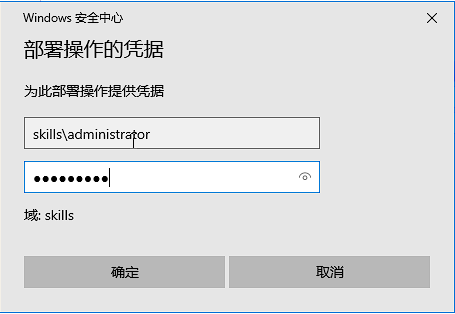 Windows 安全中心
部署操作的凭据
为此部署操作提供凭据
skills\administrator
●●●●●●●●●
域: skills
确定
取消